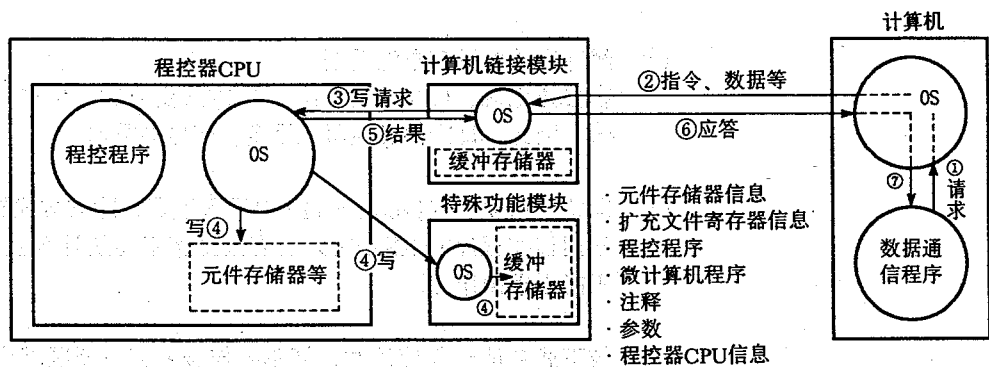 计算机
程控器CPU
计算机链接模块
③写请求
②指令、数据等
OS
OS
OS
程控程序
⑤结果
⑥应答
缓冲存储器
⑦
①请求
特殊功能模块
写④
④写
元件存储器等
OS
④
缓冲
存储器
数据通
信程序
· 元件存储器信息
· 扩充文件寄存器信息
· 程控程序
· 微计算机程序
· 注释
· 参数
· 程控器CPU信息